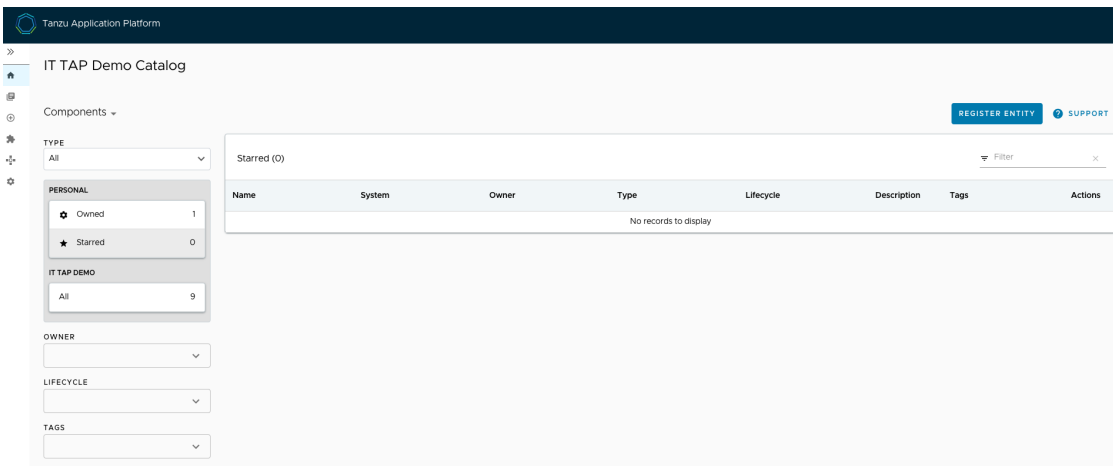 Tanzu Application Platform
IT TAP Demo Catalog
Components
REGISTER ENTITY
SUPPORT
TYPE
All
PERSONAL
Owned 1
Starred 0
IT TAP DEMO
All 9
OWNER
LIFECYCLE
TAGS
Starred (0)
Filter
Name System Owner Type Lifecycle Description Tags Actions
No records to display